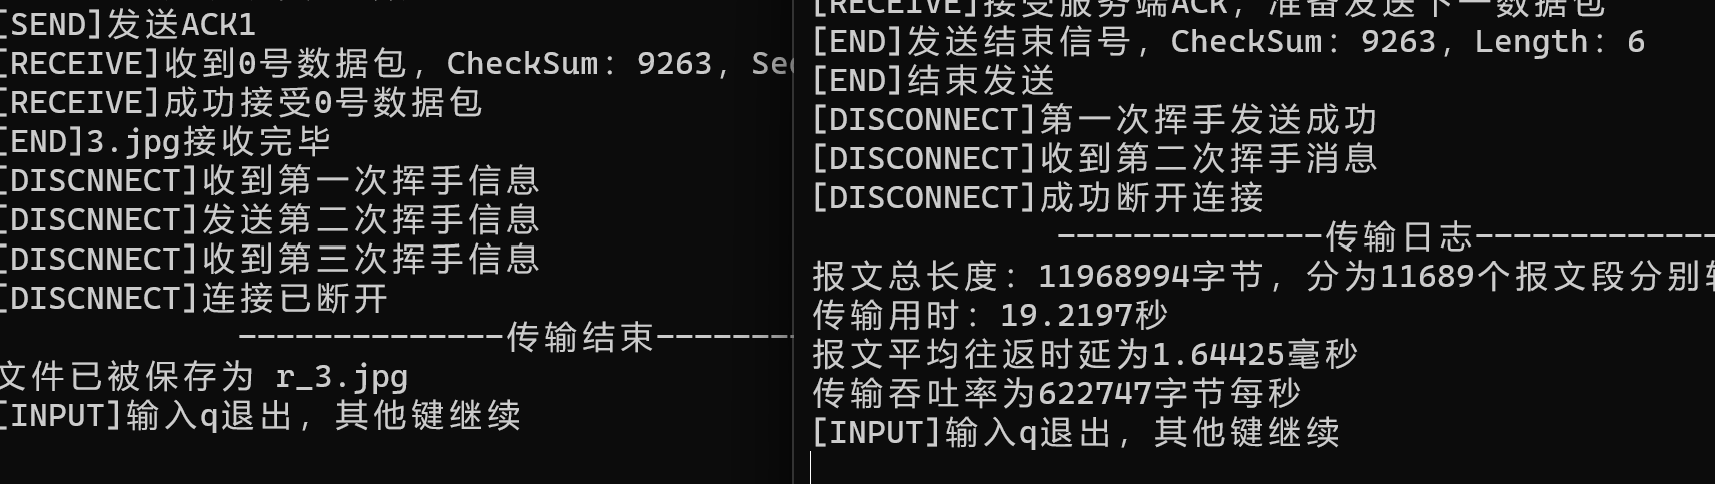 [SEND]发送ACK1
[RECEIVE]收到0号数据包，CheckSum：9263，Se
[RECEIVE]成功接受0号数据包
[END]3.jpg接收完毕
[DISCNNECT]收到第一次挥手信息
[DISCNNECT]发送第二次挥手信息
[DISCNNECT]收到第三次挥手信息
[DISCNNECT]连接已断开
--------------传输结束-------
文件已被保存为 r_3.jpg
[INPUT]输入q退出，其他键继续
[RECEIVE]接受服务端ACK，准备发送下一数据包
[END]发送结束信号，CheckSum：9263，Length：6
[END]结束发送
[DISCONNECT]第一次挥手发送成功
[DISCONNECT]收到第二次挥手消息
[DISCONNECT]成功断开连接
--------------传输日志-------------
报文总长度：11968994字节，分为11689个报文段分别
传输用时：19.2197秒
报文平均往返时延为1.64425毫秒
传输吞吐率为622747字节每秒
[INPUT]输入q退出，其他键继续